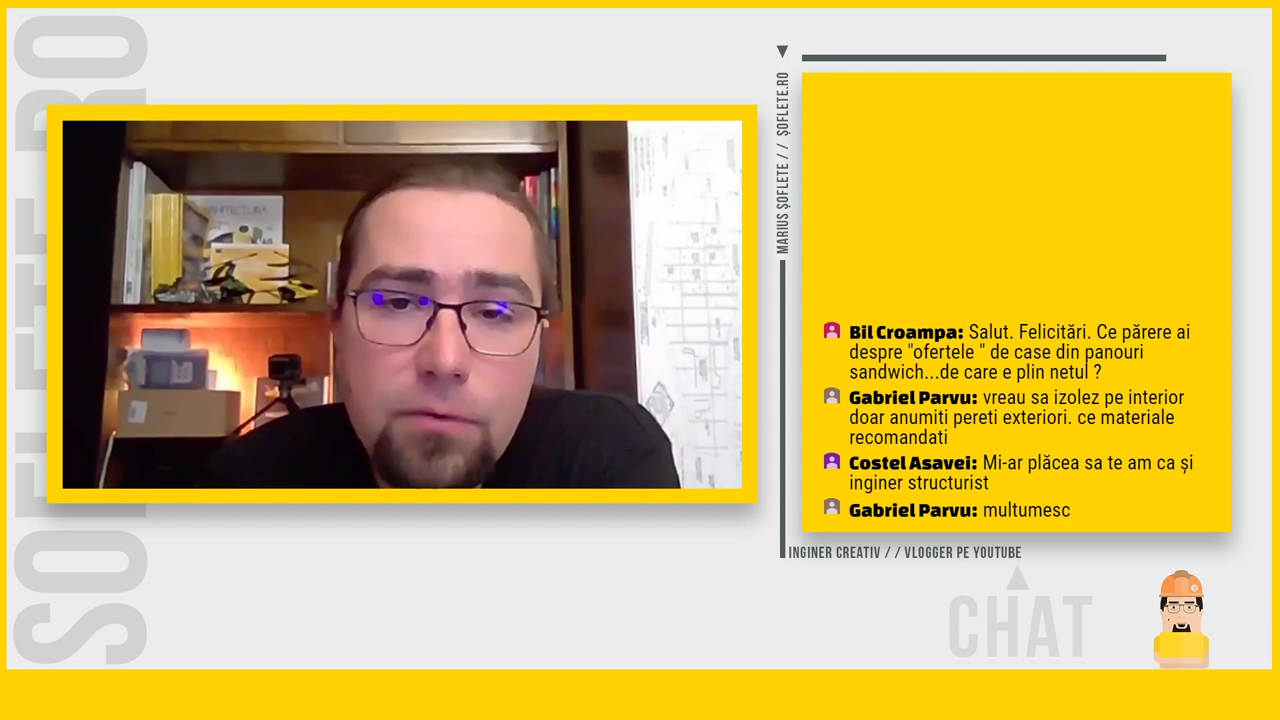 SOFLETE.RO
ARHITECTURA
MARIUS ȘOFLETE / / ȘOFLETE.RO
Bil Croampa: Salut. Felicitări. Ce părere ai
despre "ofertele " de case din panouri
sandwich...de care e plin netul ?
Gabriel Parvu: vreau sa izolez pe interior
doar anumiti pereti exteriori. ce materiale
recomandati
Costel Asavei: Mi-ar plăcea sa te am ca și
inginer structurist
Gabriel Parvu: multumesc
INGINER CREATIV / / VLOGGER PE YOUTUBE
CHAT